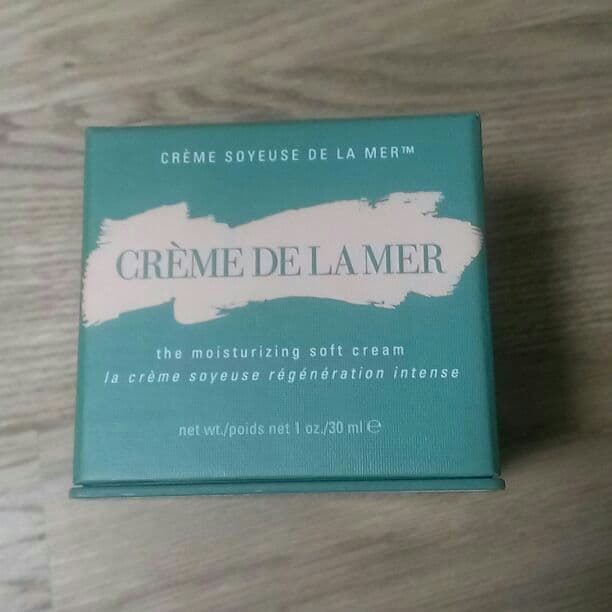 CRÈME SOYEUSE DE LA MER™
CRÈME DE LA MER
the moisturizing soft cream
la crème soyeuse régénération intense
net wt./poids net 1 oz./30 ml ℮